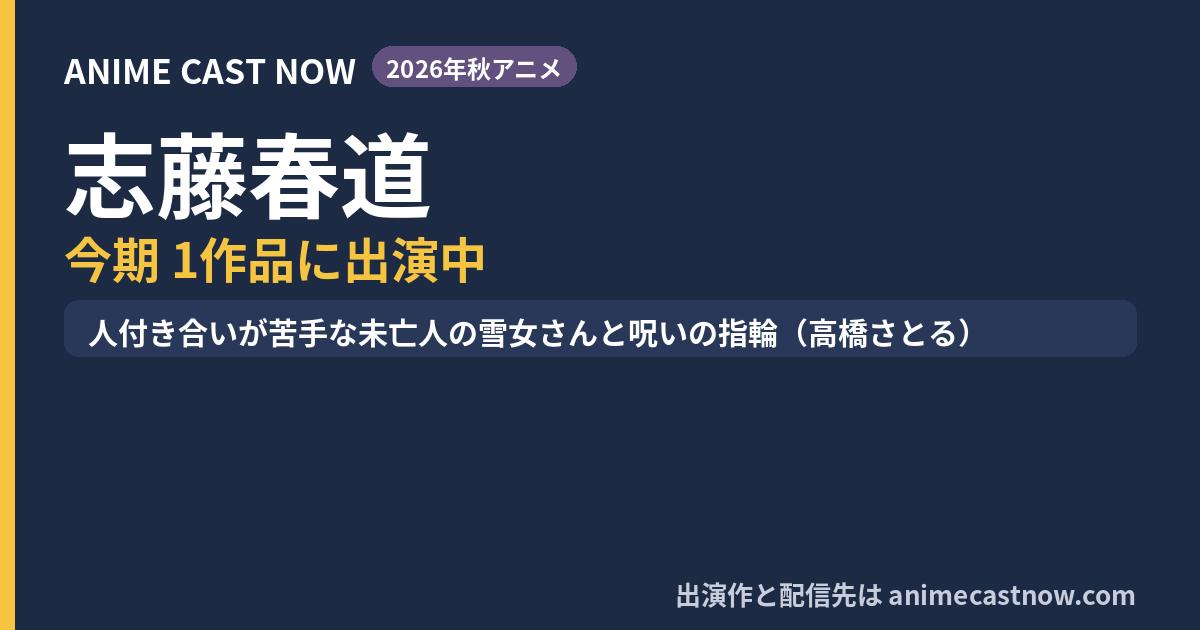 ANIME CAST NOW 2026年秋アニメ
志藤春道
今期 1作品に出演中
人付き合いが苦手な未亡人の雪女さんと呪いの指輪（高橋さとる）
出演作と配信先は animecastnow.com